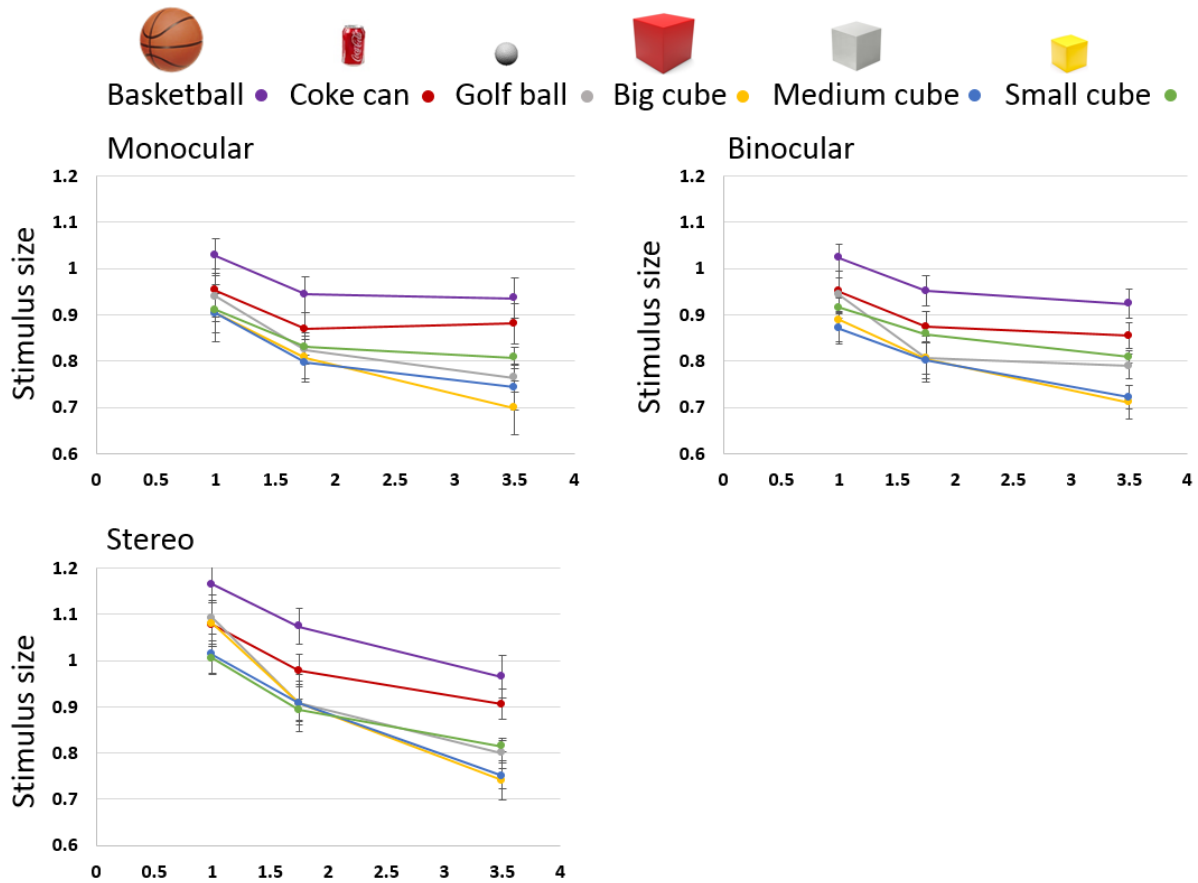 Coca-Cola
Basketball Coke can Golf ball Big cube Medium cube Small cube
Monocular
Stimulus size
1.2
1.1
1
0.9
0.8
0.7
0.6
0 0.5 1 1.5 2 2.5 3 3.5 4
Binocular
Stimulus size
1.2
1.1
1
0.9
0.8
0.7
0.6
0 0.5 1 1.5 2 2.5 3 3.5 4
Stereo
Stimulus size
1.2
1.1
1
0.9
0.8
0.7
0.6
0 0.5 1 1.5 2 2.5 3 3.5 4